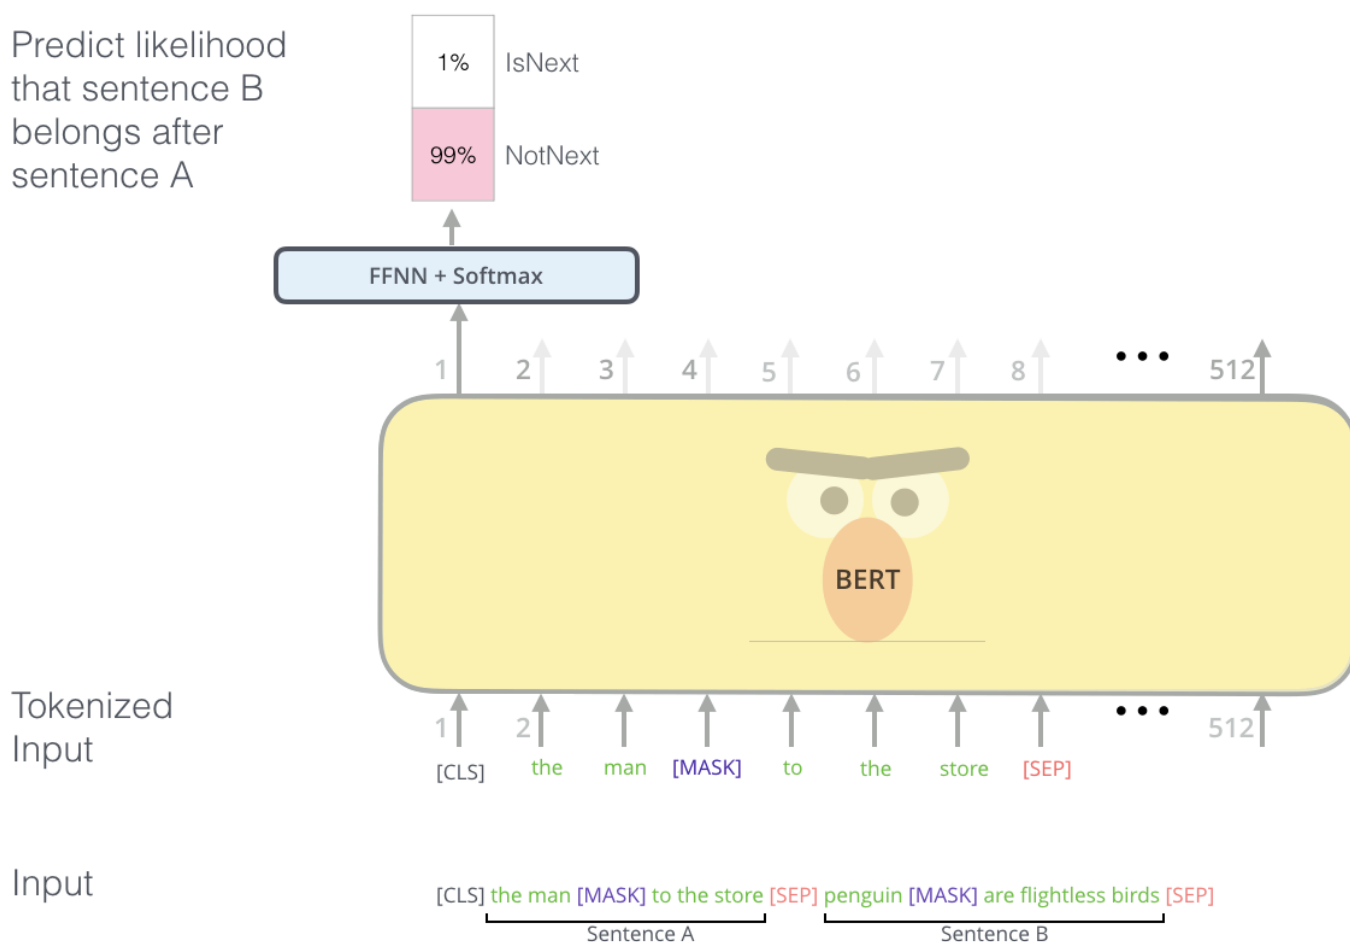 Predict likelihood
that sentence B
belongs after
sentence A
1% IsNext
99% NotNext
FFNN + Softmax
1 2 3 4 5 6 7 8 ••• 512
BERT
Tokenized
Input
1 2 ••• 512
[CLS] the man [MASK] to the store [SEP]
Input
[CLS] the man [MASK] to the store [SEP] penguin [MASK] are flightless birds [SEP]
Sentence A Sentence B